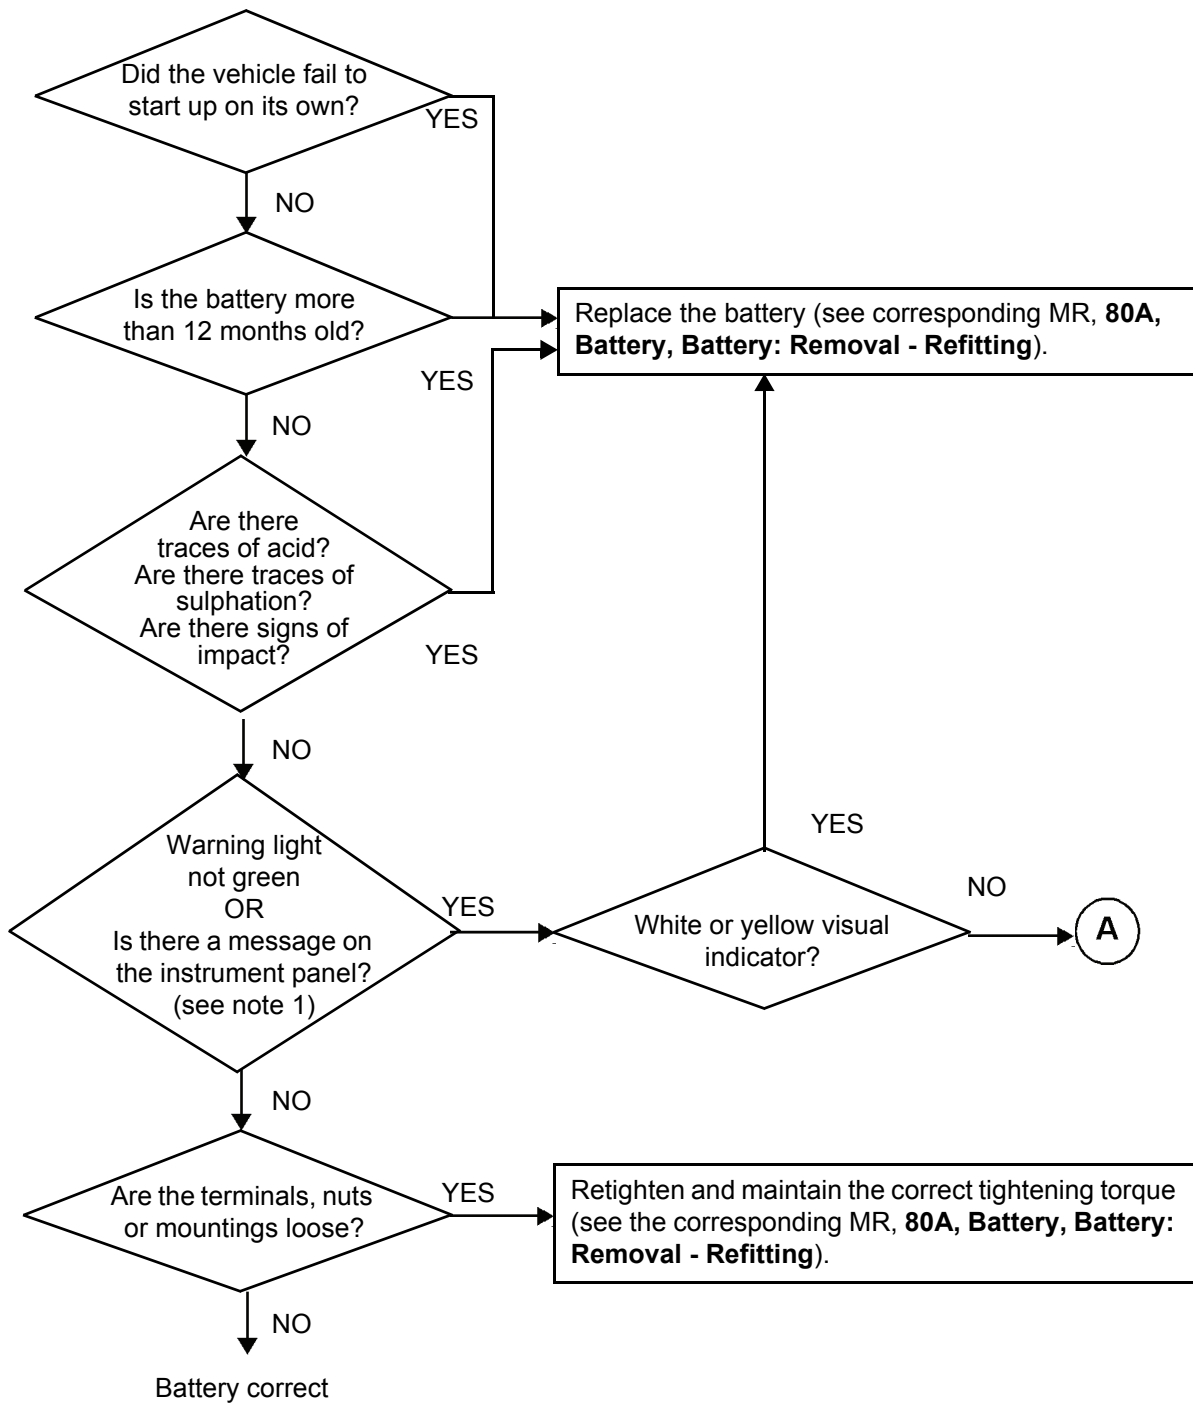 Did the vehicle fail to
start up on its own?
YES
NO
Is the battery more
than 12 months old?
Replace the battery (see corresponding MR, 80A,
Battery, Battery: Removal - Refitting).
YES
NO
Are there
traces of acid?
Are there traces of
sulphation?
Are there signs of
impact?
YES
NO
Warning light
not green
OR
Is there a message on
the instrument panel?
(see note 1)
YES
YES
White or yellow visual
indicator?
NO
A
NO
Are the terminals, nuts
or mountings loose?
YES
Retighten and maintain the correct tightening torque
(see the corresponding MR, 80A, Battery, Battery:
Removal - Refitting).
NO
Battery correct